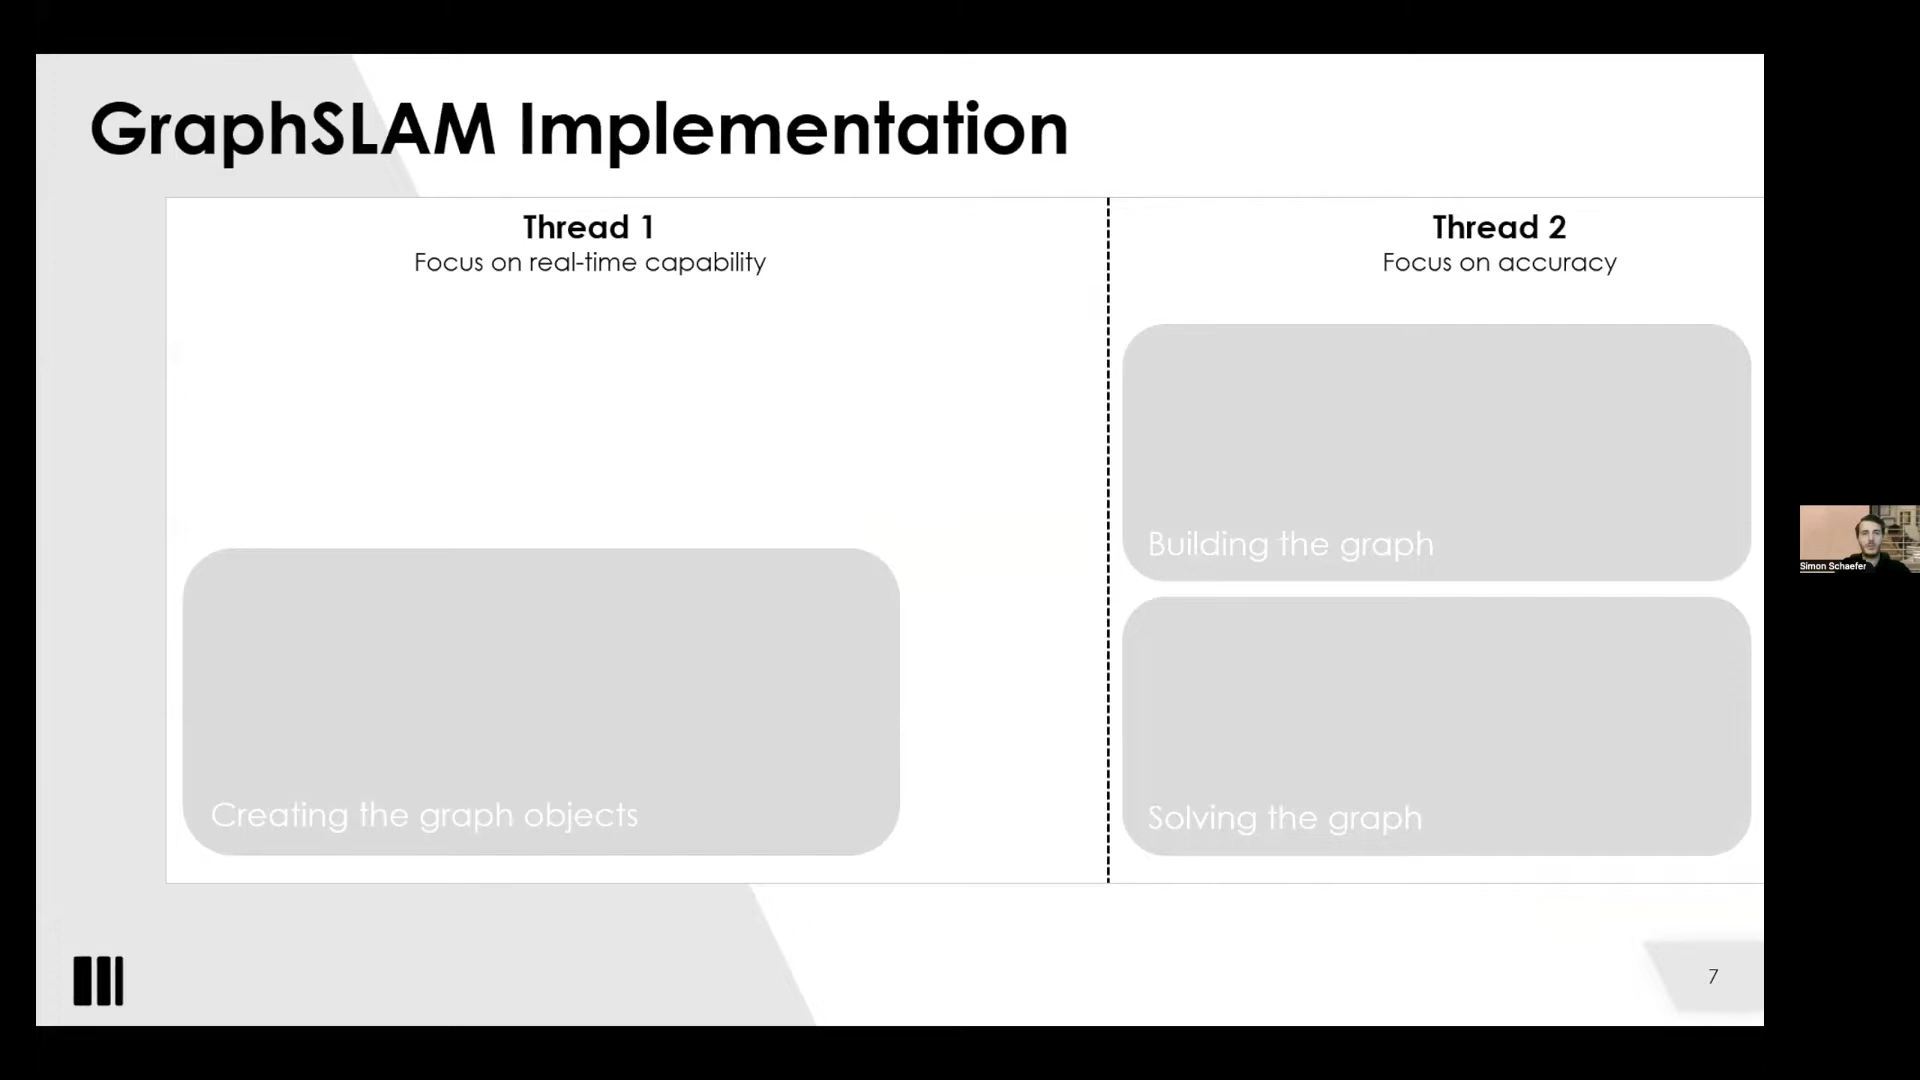 GraphSLAM Implementation
Thread 1
Focus on real-time capability
Thread 2
Focus on accuracy
Building the graph
Creating the graph objects
Solving the graph
7
Simon Schaefer